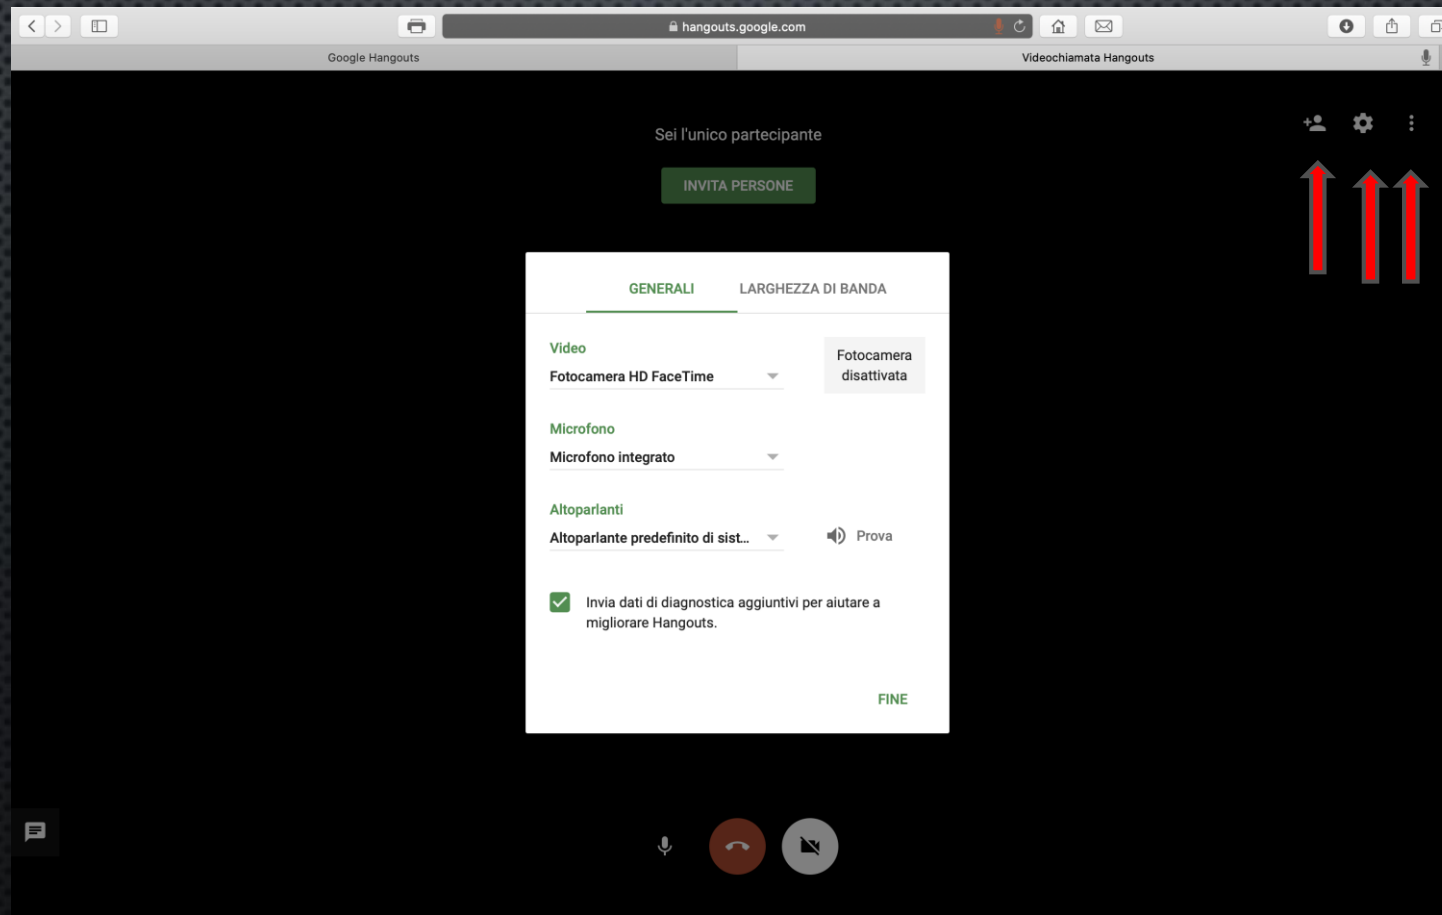 hangouts.google.com
Google Hangouts
Videochiamata Hangouts
Sei l'unico partecipante
INVITA PERSONE
GENERALI
LARGHEZZA DI BANDA
Video
Fotocamera HD FaceTime
Fotocamera
disattivata
Microfono
Microfono integrato
Altoparlanti
Altoparlante predefinito di sist...
Prova
Invia dati di diagnostica aggiuntivi per aiutare a
migliorare Hangouts.
FINE